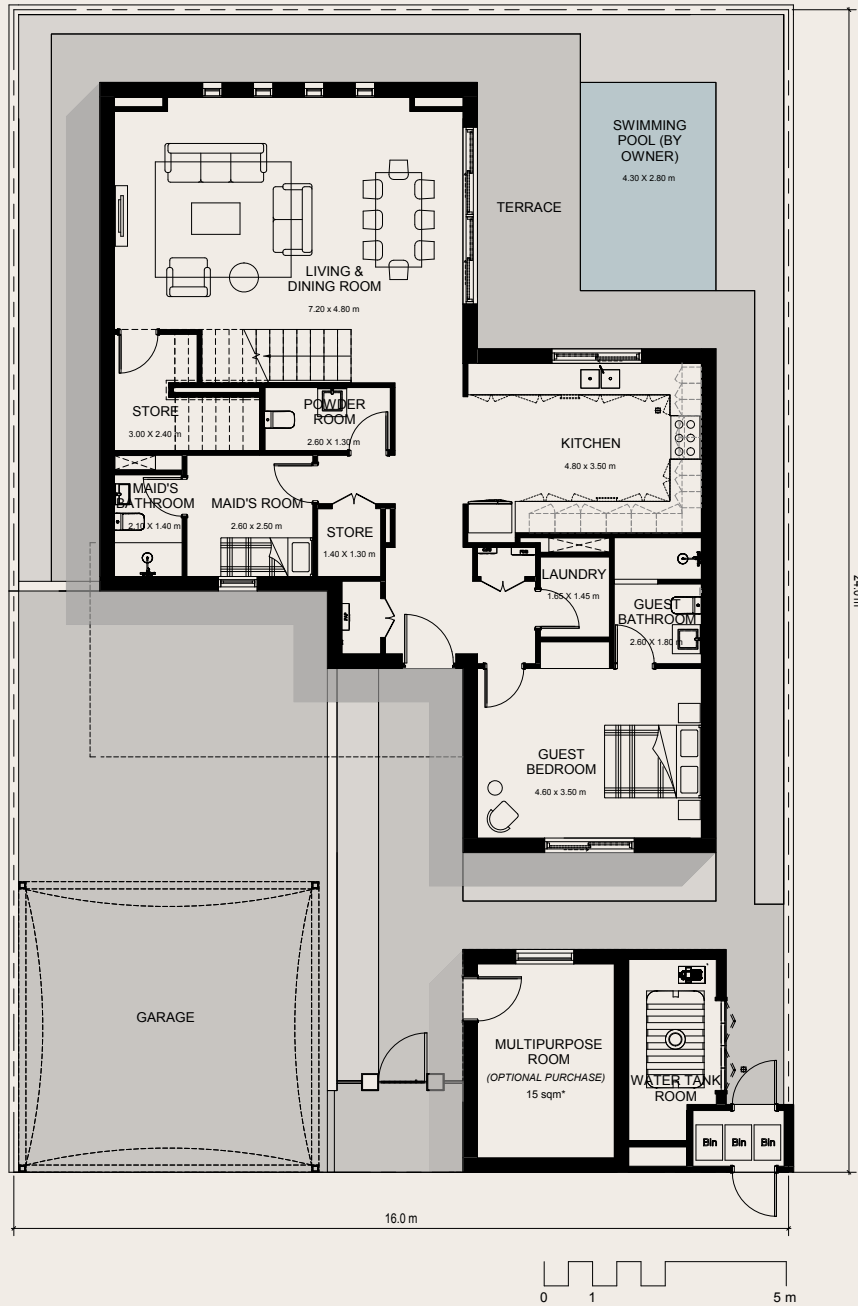 SWIMMING
POOL (BY
OWNER)
4.30 X 2.80 m
TERRACE
LIVING &
DINING ROOM
7.20 x 4.80 m
STORE
3.00 X 2.40 m
POWDER
ROOM
2.60 X 1.30 m
KITCHEN
4.80 x 3.50 m
MAID'S
BATHROOM
2.10 X 1.40 m
MAID'S ROOM
2.60 x 2.50 m
STORE
1.40 X 1.30 m
LAUNDRY
1.65 X 1.45 m
GUEST
BATHROOM
2.60 X 1.80 m
GUEST
BEDROOM
4.60 x 3.50 m
GARAGE
MULTIPURPOSE
ROOM
(OPTIONAL PURCHASE)
15 sqm*
WATER TANK
ROOM
Bin Bin Bin
16.0 m
0 1 5 m